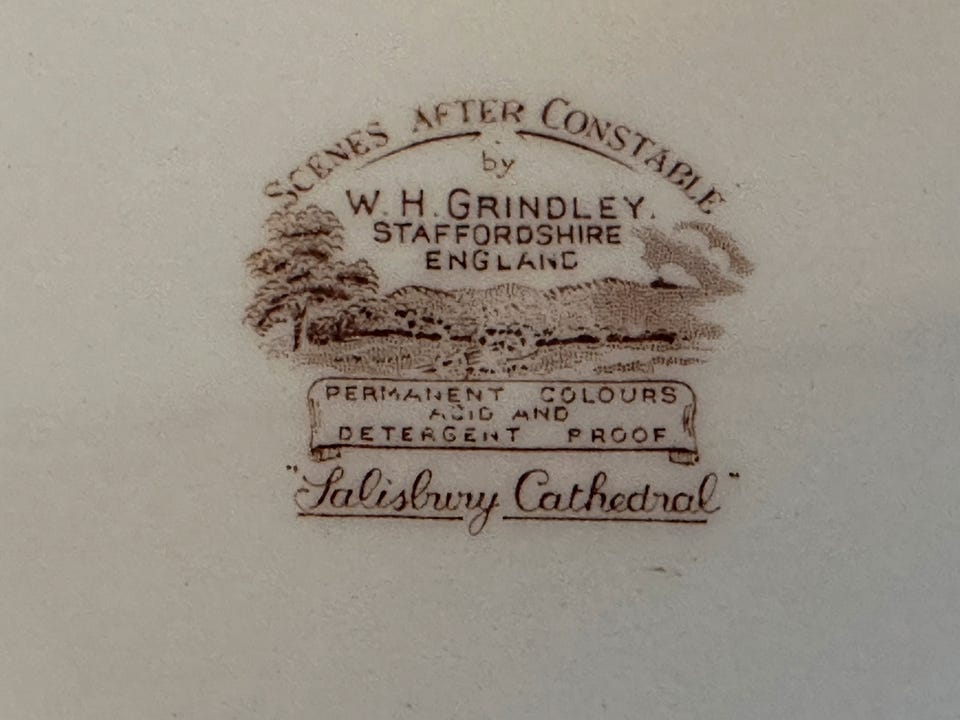 SCENES AFTER CONSTABLE
by
W. H. GRINDLEY.
STAFFORDSHIRE
ENGLAND
PERMANENT COLOURS
ACID AND
DETERGENT PROOF
"Salisbury Cathedral"